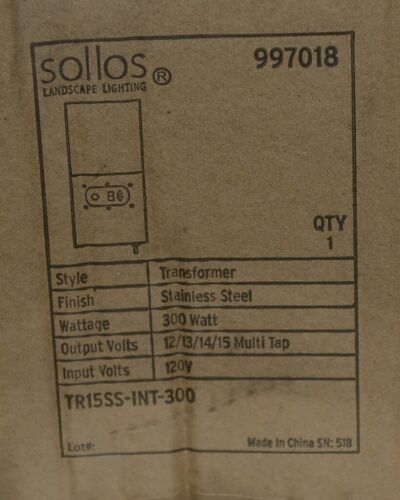 sollos® 997018
LANDSCAPE LIGHTING
QTY
1
Style Transformer
Finish Stainless Steel
Wattage 300 Watt
Output Volts 12/13/14/15 Multi Tap
Input Volts 120V
TR15SS-INT-300
Lot#: Made In China SN: 518